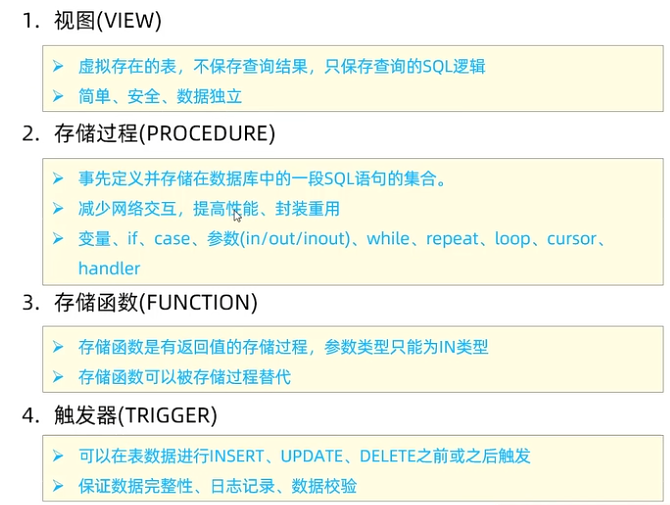 1. 视图(VIEW)
➢ 虚拟存在的表，不保存查询结果，只保存查询的SQL逻辑
➢ 简单、安全、数据独立
2. 存储过程(PROCEDURE)
➢ 事先定义并存储在数据库中的一段SQL语句的集合。
➢ 减少网络交互，提高性能、封装重用
➢ 变量、if、case、参数(in/out/inout)、while、repeat、loop、cursor、
handler
3. 存储函数(FUNCTION)
➢ 存储函数是有返回值的存储过程，参数类型只能为IN类型
➢ 存储函数可以被存储过程替代
4. 触发器(TRIGGER)
➢ 可以在表数据进行INSERT、UPDATE、DELETE之前或之后触发
➢ 保证数据完整性、日志记录、数据校验